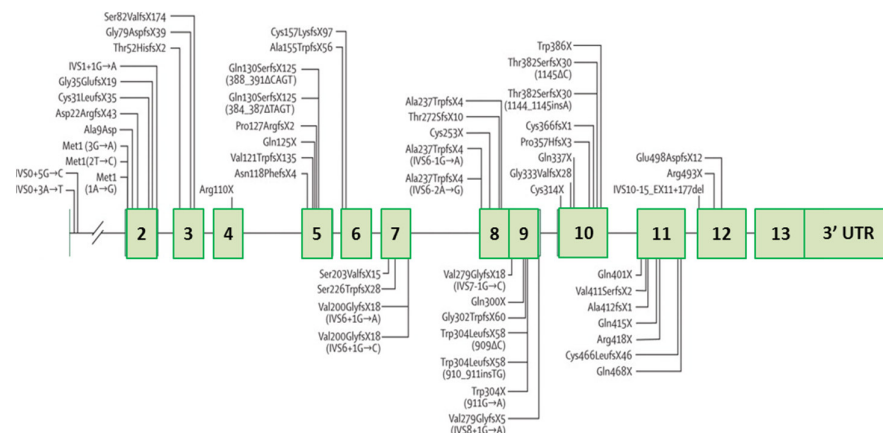 Ser82ValfsX174
Gly79AspfsX39
Thr52HisfsX2
IVS1+1G→A
Gly35GlufsX19
Cys31LeufsX35
Asp22ArgfsX43
Ala9Asp
Met1 (3G→A)
Met1(2T→C)
Met1
(1A→G)
IVS0+5G→C
IVS0+3A→T
Arg110X
Cys157LysfsX97
Ala155TrpfsX56
Gln130SerfsX125
(388_391ΔCAGT)
Gln130SerfsX125
(384_387ΔTAGT)
Pro127ArgfsX2
Gln125X
Val121TrpfsX135
Asn118PhefsX4
Ala237TrpfsX4
Thr272SfsX10
Cys253X
Ala237TrpfsX4
(IVS6-1G→A)
Ala237TrpfsX4
(IVS6-2A→G)
Trp386X
Thr382SerfsX30
(1145ΔC)
Thr382SerfsX30
(1144_1145insA)
Cys366fsX1
Pro357HfsX3
Gln337X
Gly333ValfsX28
Cys314X
Glu498AspfsX12
Arg493X
IVS10-15_EX11+177del
2 3 4 5 6 7 8 9 10 11 12 13 3' UTR
Ser203ValfsX15
Ser226TrpfsX28
Val200GlyfsX18
(IVS6+1G→A)
Val200GlyfsX18
(IVS6+1G→C)
Val279GlyfsX18
(IVS7-1G→C)
Gln300X
Gly302TrpfsX60
Trp304LeufsX58
(909ΔC)
Trp304LeufsX58
(910_911insTG)
Trp304X
(911G→A)
Val279GlyfsX5
(IVS8+1G→A)
Gln401X
Val411SerfsX2
Ala412fsX1
Gln415X
Arg418X
Cys466LeufsX46
Gln468X